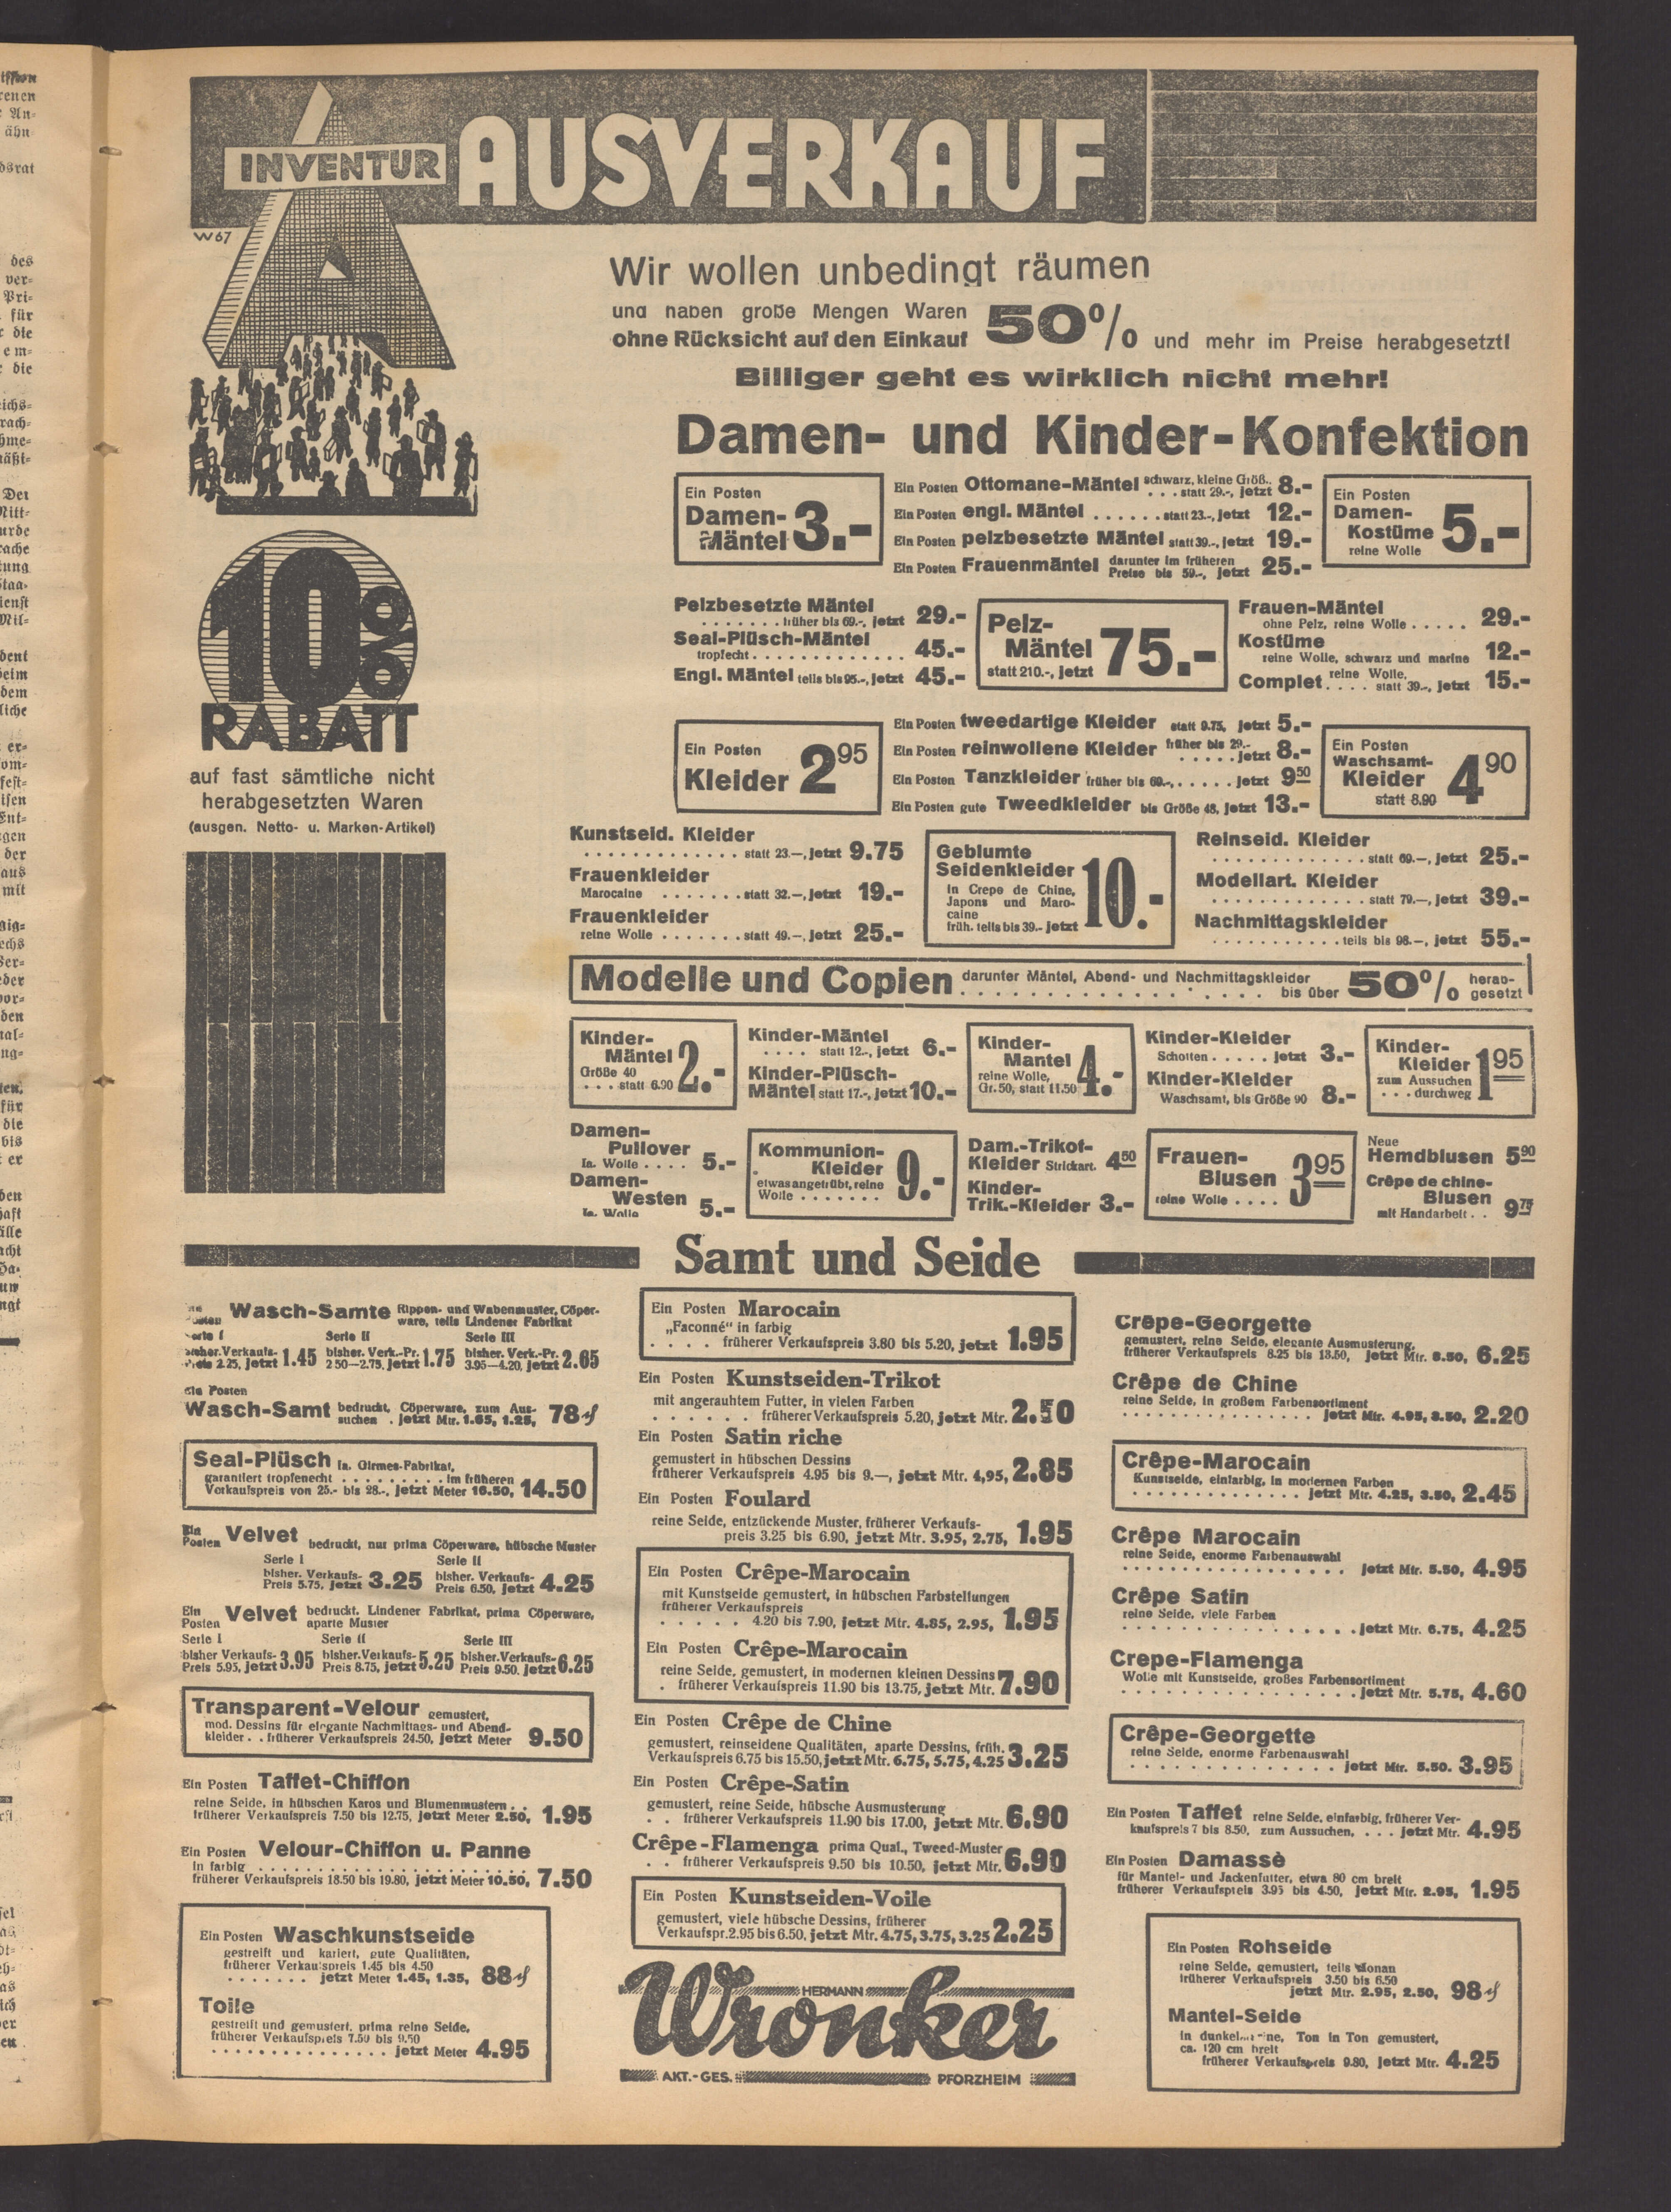 INVENTUR
AUSVERKAUF
W67
Wir wollen unbedingt räumen
und haben große Mengen Waren
ohne Rücksicht auf den Einkauf 50% und mehr im Preise herabgesetzt!
Billiger geht es wirklich nicht mehr!
10%
RABATT
auf fast sämtliche nicht
herabgesetzten Waren
(ausgen. Netto- u. Marken-Artikel)
Damen- und Kinder-Konfektion
Ein Posten
Damen-
Mäntel 3.-
Ein Posten Ottomane-Mäntel schwarz, kleine Größ..
. . . statt 29.-, jetzt 8.-
Ein Posten engl. Mäntel . . . . . . statt 23.-, jetzt 12.-
Ein Posten pelzbesetzte Mäntel statt 39.-, jetzt 19.-
Ein Posten Frauenmäntel darunter im früheren
Preise bis 59.-, jetzt 25.-
Ein Posten
Damen-
Kostüme
reine Wolle 5.-
Pelzbesetzte Mäntel
. . . . . . . früher bis 69.-, jetzt 29.-
Seal-Plüsch-Mäntel
tropfecht . . . . . . . . . . . . . 45.-
Engl. Mäntel teils bis 95.-, jetzt 45.-
Pelz-
Mäntel
statt 210.-, jetzt 75.-
Frauen-Mäntel
ohne Pelz, reine Wolle . . . . . 29.-
Kostüme
reine Wolle, schwarz und marine 12.-
Complet reine Wolle,
. . . . statt 39.-, jetzt 15.-
Ein Posten
Kleider 2 95
Ein Posten tweedartige Kleider statt 9.75, jetzt 5.-
Ein Posten reinwollene Kleider früher bis 29.-
. . . . . jetzt 8.-
Ein Posten Tanzkleider früher bis 69.-, . . . . . jetzt 9 50
Ein Posten gute Tweedkleider bis Größe 48, jetzt 13.-
Ein Posten
Waschsamt-
Kleider
statt 8.90 4 90
Kunstseid. Kleider
. . . . . . . . . . . . . statt 23.—, jetzt 9.75
Frauenkleider
Marocaine . . . . . . . statt 32.—, jetzt 19.-
Frauenkleider
reine Wolle . . . . . . . statt 49.—, jetzt 25.-
Geblumte
Seidenkleider
in Crepe de Chine,
Japons und Maro-
caine
früh. teils bis 39.- jetzt 10.-
Reinseid. Kleider
. . . . . . . . . . . . . statt 69.—, jetzt 25.-
Modellart. Kleider
. . . . . . . . . . . . . statt 79.—, jetzt 39.-
Nachmittagskleider
. . . . . . . . . . . teils bis 98.—, jetzt 55.-
Modelle und Copien darunter Mäntel, Abend- und Nachmittagskleider
. . . . . . . . . . . . . . . . . . bis über 50% herab-
gesetzt
Kinder-
Mäntel
Größe 40
. . . statt 6.90 2.-
Kinder-Mäntel
. . . . statt 12.-, jetzt 6.-
Kinder-Plüsch-
Mäntel statt 17.-, jetzt 10.-
Kinder-
Mantel
reine Wolle,
Gr. 50, statt 11.50 4.-
Kinder-Kleider
Schotten . . . . . jetzt 3.-
Kinder-Kleider
Waschsamt, bis Größe 90 8.-
Kinder-
Kleider
zum Aussuchen
. . . durchweg 1 95
Damen-
Pullover
Ia. Wolle . . . . 5.-
Damen-
Westen
Ia. Wolle 5.-
Kommunion-
Kleider
etwas angetrübt, reine
Wolle . . . . . . . 9.-
Dam.-Trikot-
Kleider Strickart. 4 50
Kinder-
Trik.-Kleider 3.-
Frauen-
Blusen
reine Wolle . . . . 3 95
Neue
Hemdblusen 5 90
Crêpe de chine-
Blusen
mit Handarbeit . . 9 75
Samt und Seide
Wasch-Samte Rippen- und Wabenmuster, Cöper-
ware, teils Lindener Fabrikat
Serie I Serie II Serie III
bisher. Verkaufs- bisher. Verk.-Pr. bisher. Verk.-Pr.
Preis 2.25, jetzt 1.45 2 50—2.75, jetzt 1.75 3.95—4.20, jetzt 2.65
Ein Posten
Wasch-Samt bedruckt, Cöperware, zum Aus-
suchen . jetzt Mtr. 1.65, 1.25, 78 ₰
Seal-Plüsch Ia. Girmes-Fabrikat,
garantiert tropfenecht . . . . . . . . . im früheren
Verkaufspreis von 25.- bis 28.-, jetzt Meter 16.50, 14.50
Ein
Posten Velvet bedruckt, nur prima Cöperware, hübsche Muster
Serie I Serie II
bisher. Verkaufs- bisher. Verkaufs-
Preis 5.75, jetzt 3.25 Preis 6.50, jetzt 4.25
Ein
Posten Velvet bedruckt. Lindener Fabrikat, prima Cöperware,
aparte Muster
Serie I Serie II Serie III
bisher Verkaufs- bisher. Verkaufs- bisher. Verkaufs-
Preis 5.95, jetzt 3.95 Preis 8.75, jetzt 5.25 Preis 9.50, jetzt 6.25
Transparent-Velour gemustert,
mod. Dessins für elegante Nachmittags- und Abend-
kleider . . früherer Verkaufspreis 24.50, jetzt Meter 9.50
Ein Posten Taffet-Chiffon
reine Seide, in hübschen Karos und Blumenmustern . .
früherer Verkaufspreis 7.50 bis 12.75, jetzt Meter 2.50, 1.95
Ein Posten Velour-Chiffon u. Panne
in farbig . . . . . . . . . . . . . . . . . . . . . .
früherer Verkaufspreis 18.50 bis 19.80, jetzt Meter 10.50, 7.50
Ein Posten Waschkunstseide
gestreift und kariert, gute Qualitäten,
früherer Verkaufspreis 1.45 bis 4.50
. . . . . . . jetzt Meter 1.45, 1.35, 88 ₰
Toile
gestreift und gemustert, prima reine Seide,
früherer Verkaufspreis 7.50 bis 9.50
. . . . . . . . . . . . . . . jetzt Meter 4.95
Ein Posten Marocain
„Faconné“ in farbig
. . . . früherer Verkaufspreis 3.80 bis 5.20, jetzt 1.95
Ein Posten Kunstseiden-Trikot
mit angerauhtem Futter, in vielen Farben
. . . . . . früherer Verkaufspreis 5.20, jetzt Mtr. 2.50
Ein Posten Satin riche
gemustert in hübschen Dessins
früherer Verkaufspreis 4.95 bis 9.—, jetzt Mtr. 4,95, 2.85
Ein Posten Foulard
reine Seide, entzückende Muster, früherer Verkaufs-
preis 3.25 bis 6.90, jetzt Mtr. 3.95, 2.75, 1.95
Ein Posten Crêpe-Marocain
mit Kunstseide gemustert, in hübschen Farbstellungen
früherer Verkaufspreis
. . . . . 4.20 bis 7.90, jetzt Mtr. 4.85, 2.95, 1.95
Ein Posten Crêpe-Marocain
reine Seide, gemustert, in modernen kleinen Dessins
. früherer Verkaufspreis 11.90 bis 13.75, jetzt Mtr. 7.90
Ein Posten Crêpe de Chine
gemustert, reinseidene Qualitäten, aparte Dessins, früh.
Verkaufspreis 6.75 bis 15.50, jetzt Mtr. 6.75, 5.75, 4.25 3.25
Ein Posten Crêpe-Satin
gemustert, reine Seide, hübsche Ausmusterung
. . früherer Verkaufspreis 11.90 bis 17.00, jetzt Mtr. 6.90
Crêpe-Flamenga prima Qual., Tweed-Muster
. . früherer Verkaufspreis 9.50 bis 10.50, jetzt Mtr. 6.90
Ein Posten Kunstseiden-Voile
gemustert, viele hübsche Dessins, früherer
Verkaufspr. 2.95 bis 6.50, jetzt Mtr. 4.75, 3.75, 3.25 2.25
HERMANN
Wronker
AKT.-GES. PFORZHEIM
Crêpe-Georgette
gemustert, reine Seide, elegante Ausmusterung,
früherer Verkaufspreis 8.25 bis 13.50, jetzt Mtr. 8.50, 6.25
Crêpe de Chine
reine Seide, in großem Farbensortiment
. . . . . . . . . . . . . . . jetzt Mtr. 4.95, 3.50, 2.20
Crêpe-Marocain
Kunstseide, einfarbig, in modernen Farben
. . . . . . . . . . . . . . jetzt Mtr. 4.25, 3.50, 2.45
Crêpe Marocain
reine Seide, enorme Farbenauswahl
. . . . . . . . . . . . . . . . . jetzt Mtr. 5.50, 4.95
Crêpe Satin
reine Seide, viele Farben
. . . . . . . . . . . . . . . . . jetzt Mtr. 6.75, 4.25
Crepe-Flamenga
Wolle mit Kunstseide, großes Farbensortiment
. . . . . . . . . . . . . . . . . jetzt Mtr. 5.75, 4.60
Crêpe-Georgette
reine Seide, enorme Farbenauswahl
. . . . . . . . . . . . . . . jetzt Mtr. 5.50. 3.95
Ein Posten Taffet reine Seide, einfarbig, früherer Ver-
kaufspreis 7 bis 8.50, zum Aussuchen, . . . jetzt Mtr. 4.95
Ein Posten Damassè
für Mantel- und Jackenfutter, etwa 80 cm breit
früherer Verkaufspreis 3.95 bis 4.50, jetzt Mtr. 2.95, 1.95
Ein Posten Rohseide
reine Seide, gemustert, teils Honan
früherer Verkaufspreis 3.50 bis 6.50
jetzt Mtr. 2.95, 2.50, 98 ₰
Mantel-Seide
in Ton in Ton gemustert,
ca. 120 cm breit
früherer Verkaufspreis 9.80, jetzt Mtr. 4.25